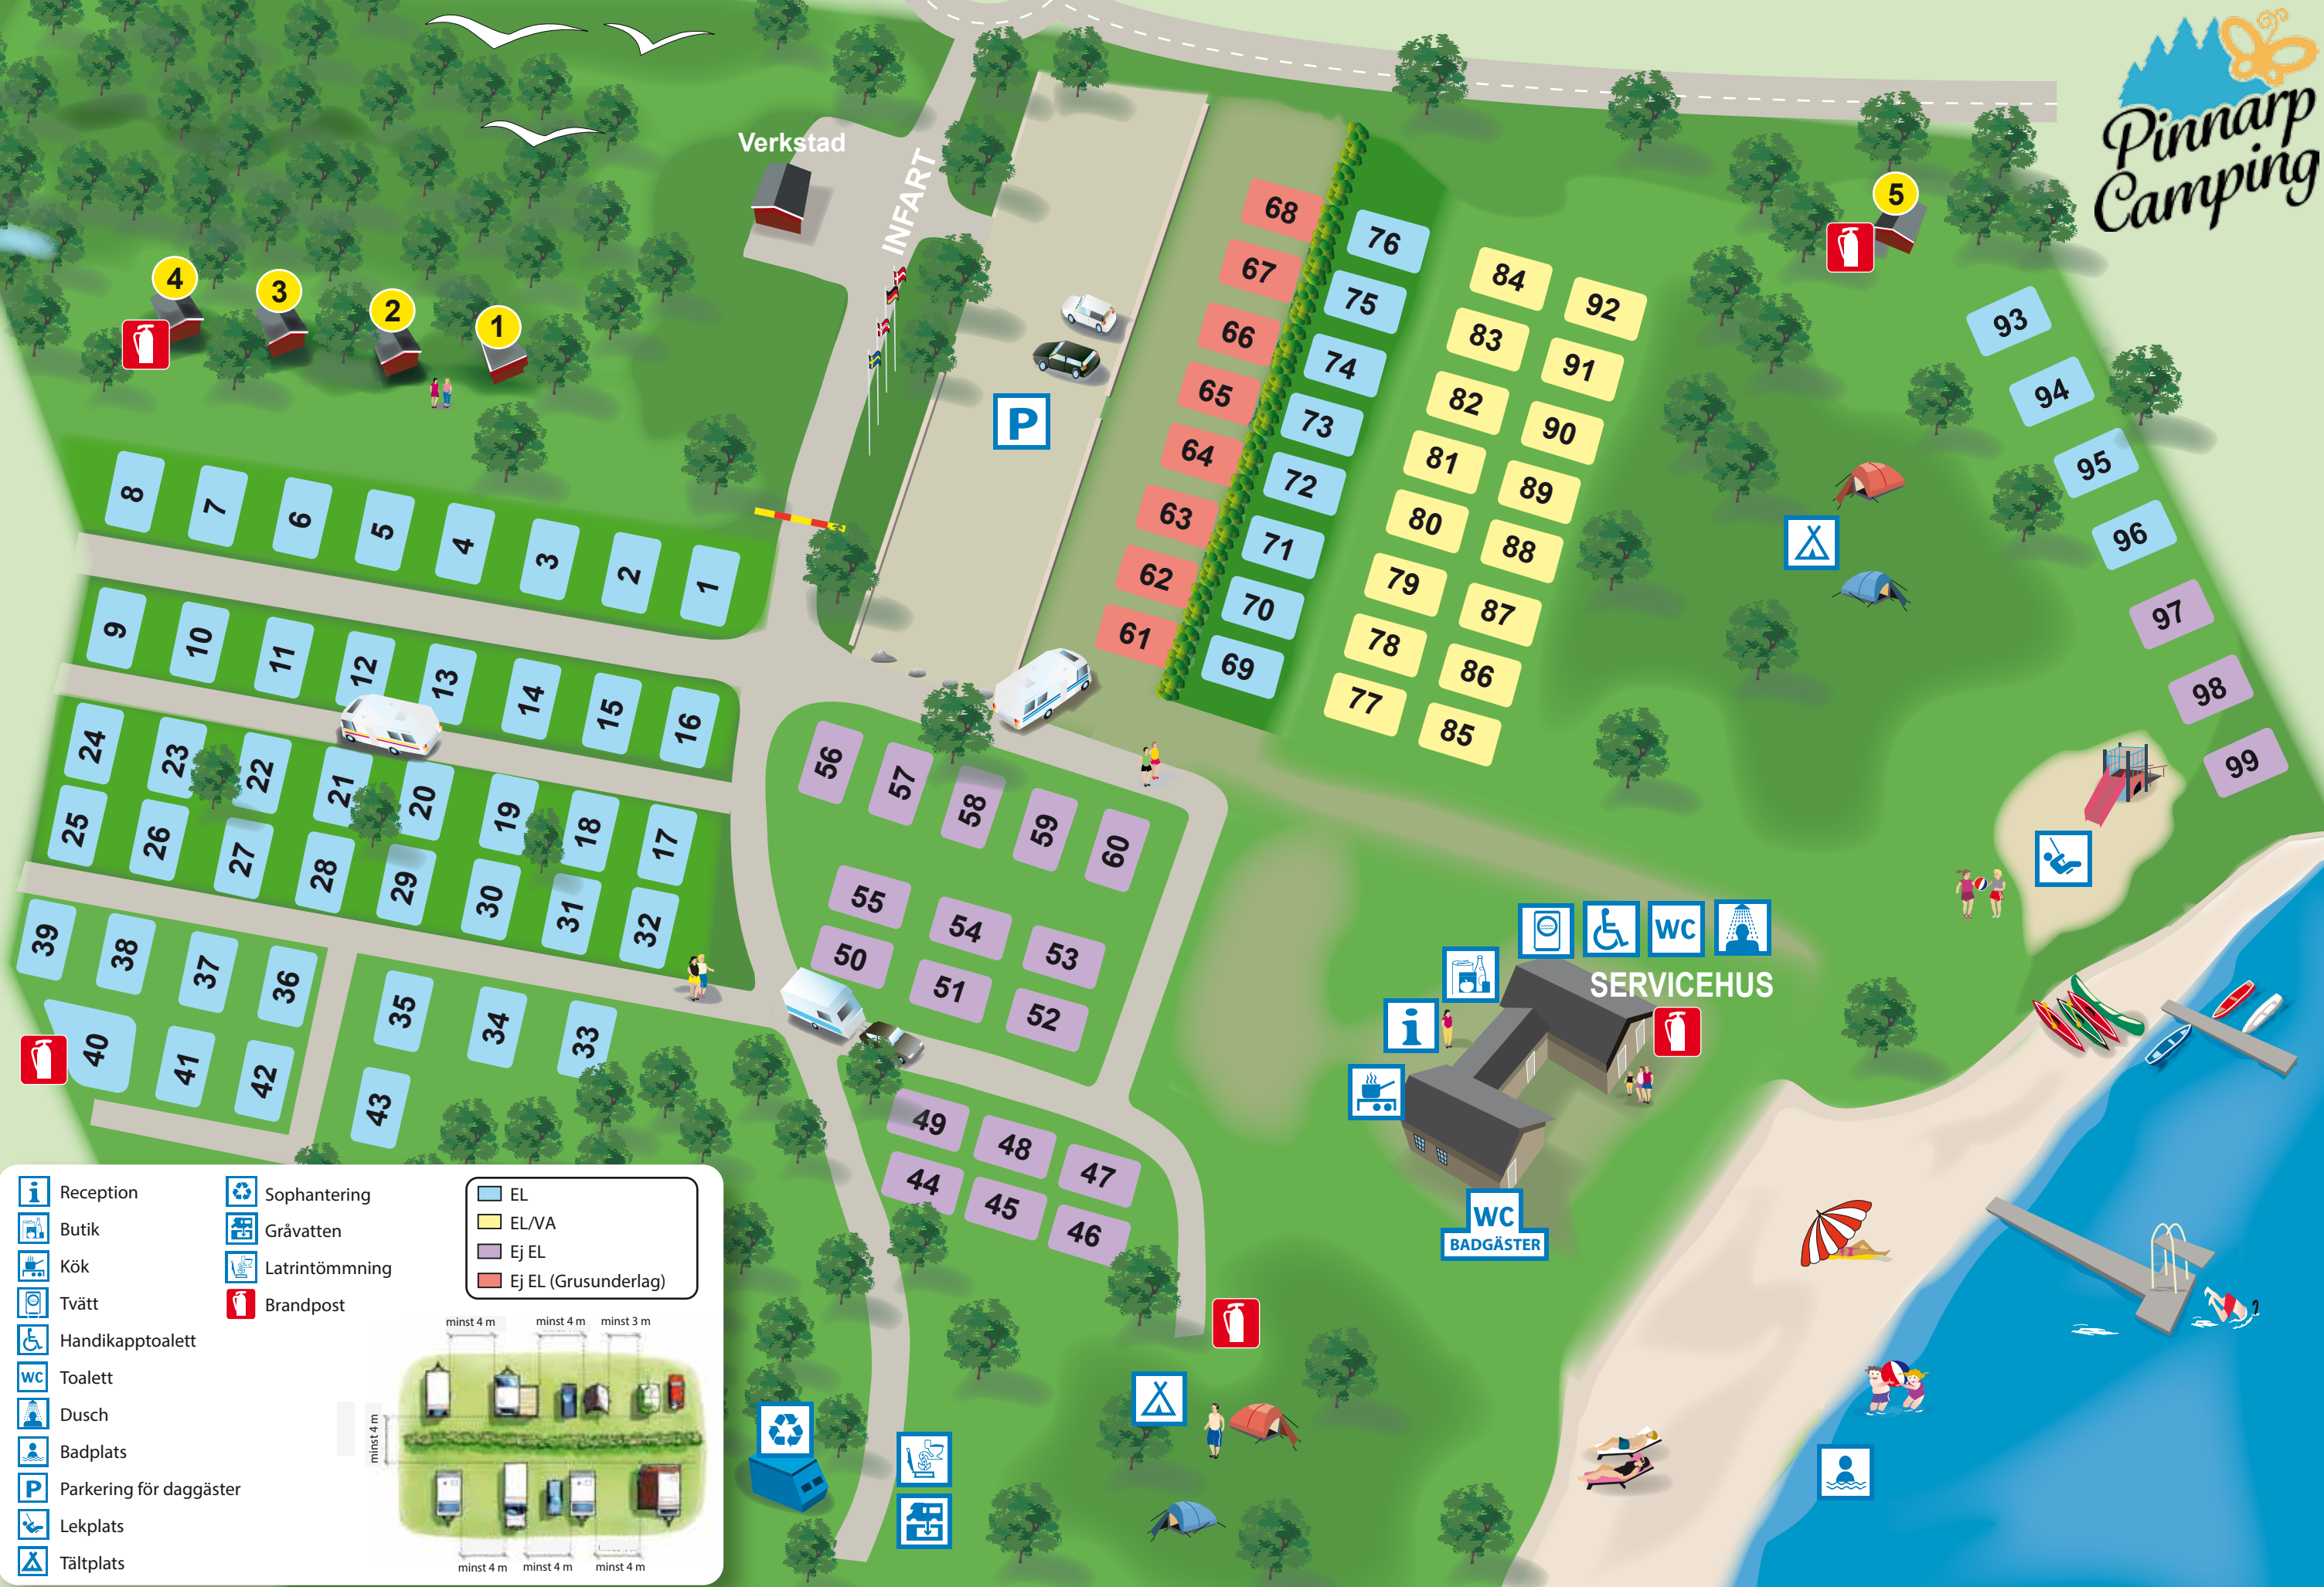 Pinnarp
Camping
Verkstad
INFART
5
4
3
2
1
P
68
67
66
65
64
63
62
61
76
75
74
73
72
71
70
69
84
83
82
81
80
79
78
77
92
91
90
89
88
87
86
85
93
94
95
96
97
98
99
8
7
6
5
4
3
2
1
9
10
11
12
13
14
15
16
24
23
22
21
20
19
18
17
25
26
27
28
29
30
31
32
39
38
37
36
35
34
33
40
41
42
43
56
57
58
59
60
55
54
53
50
51
52
49
48
47
44
45
46
WC
SERVICEHUS
i
WC
BADGÄSTER
i Reception
Butik
Kök
Tvätt
Handikapptoalett
WC Toalett
Dusch
Badplats
P Parkering för daggäster
Lekplats
Tältplats
Sophantering
Gråvatten
Latrintömmning
Brandpost
EL
EL/VA
Ej EL
Ej EL (Grusunderlag)
minst 4 m
minst 4 m
minst 3 m
minst 4 m
minst 4 m
minst 4 m
minst 4 m